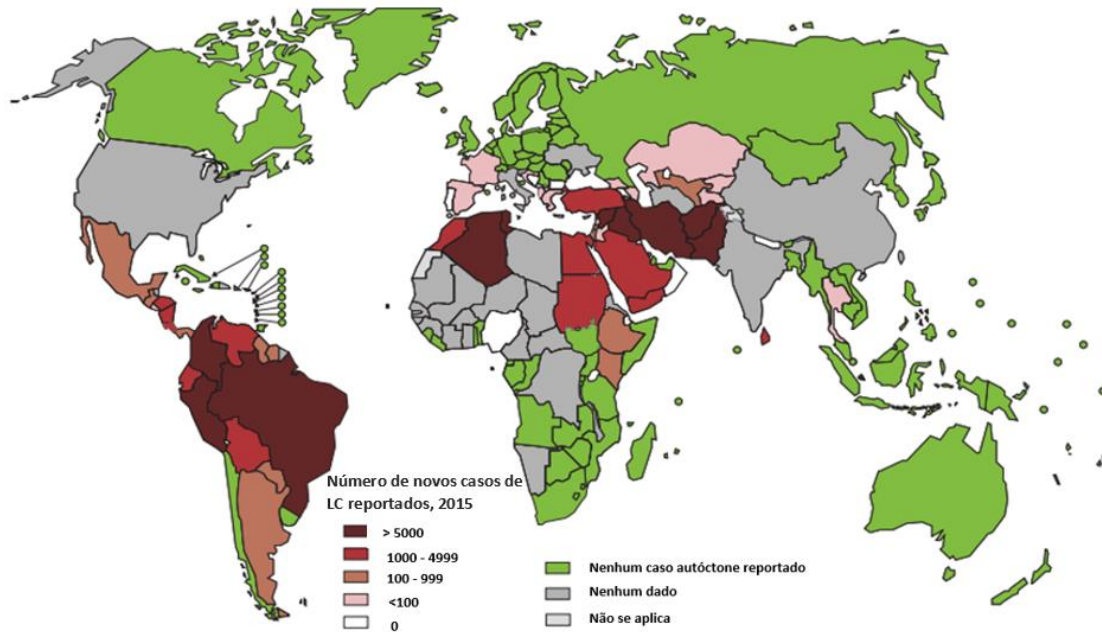 Número de novos casos de
LC reportados, 2015
> 5000
1000 - 4999
100 - 999
<100
0
Nenhum caso autóctone reportado
Nenhum dado
Não se aplica